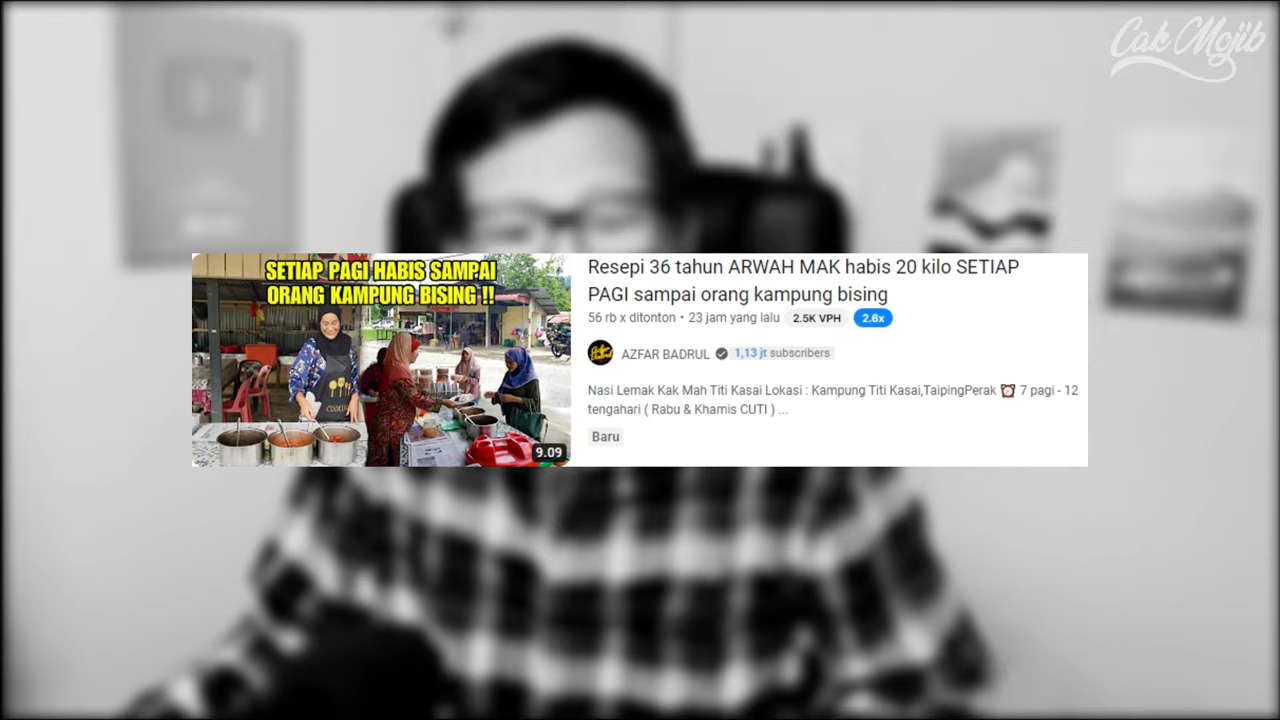 Cak Mojib
SETIAP PAGI HABIS SAMPAI
ORANG KAMPUNG BISING !!
COOKING
9.09
Resepi 36 tahun ARWAH MAK habis 20 kilo SETIAP
PAGI sampai orang kampung bising
56 rb x ditonton • 23 jam yang lalu 2.5K VPH 2.6x
AZFAR BADRUL 1,13 jt subscribers
Nasi Lemak Kak Mah Titi Kasai Lokasi : Kampung Titi Kasai,TaipingPerak ⏰ 7 pagi - 12
tengahari ( Rabu & Khamis CUTI ) ...
Baru